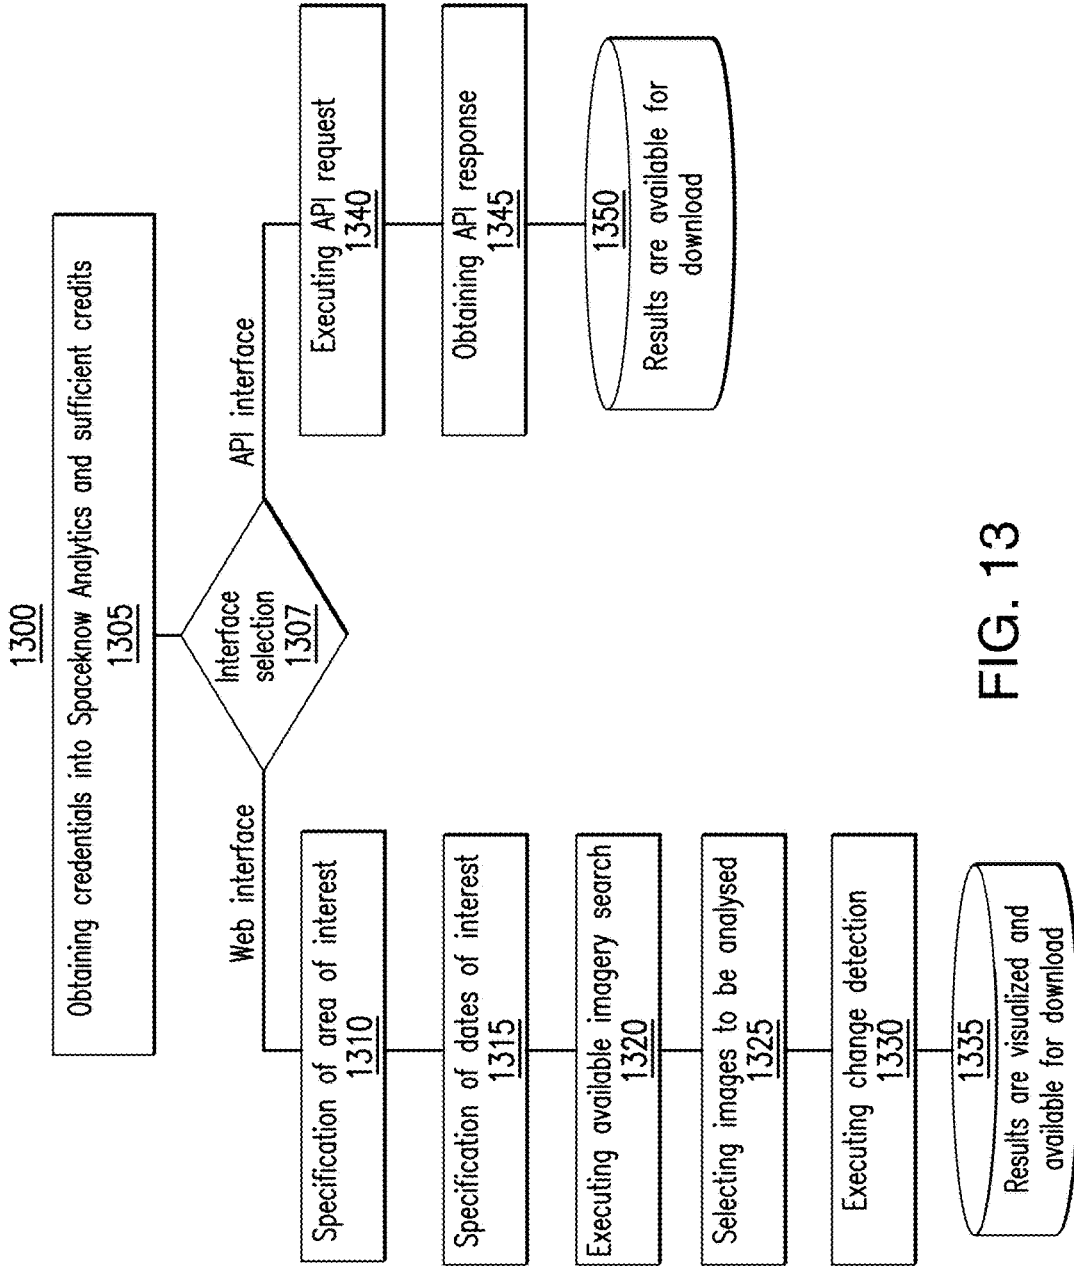 1300
Obtaining credentials into Spaceknow Analytics and sufficient credits
1305
Interface
selection
1307
Web interface
API interface
Specification of area of interest
1310
Specification of dates of interest
1315
Executing available imagery search
1320
Selecting images to be analysed
1325
Executing change detection
1330
1335
Results are visualized and
available for download
Executing API request
1340
Obtaining API response
1345
1350
Results are available for
download
FIG. 13